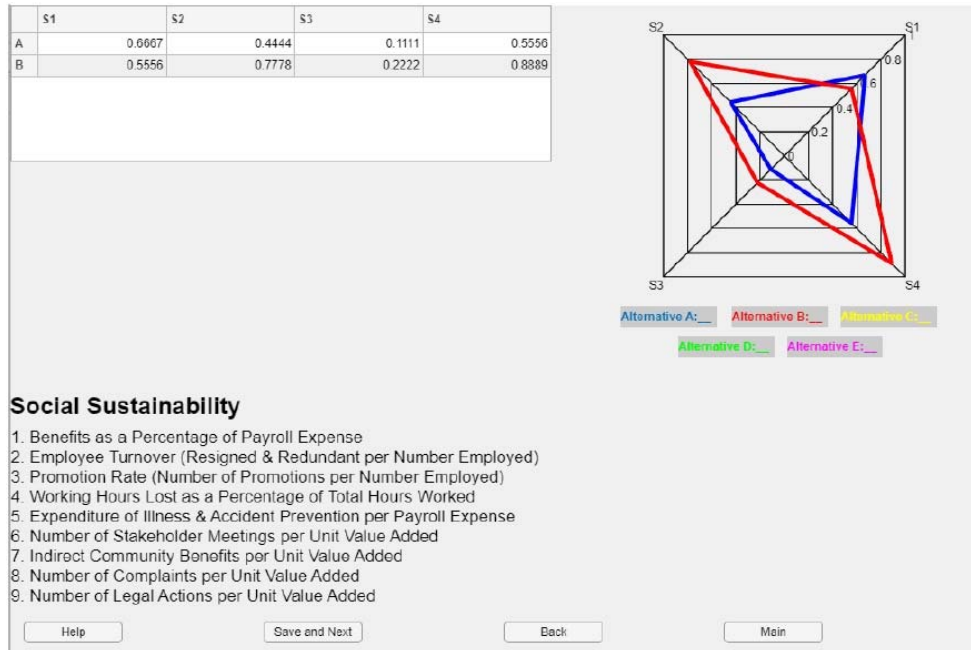 S1 S2 S3 S4
A 0.6667 0.4444 0.1111 0.5556
B 0.5556 0.7778 0.2222 0.8889
S2 S1
0.8
6
0.4
0.2
0
S3 S4
Alternative A:__ Alternative B:__ Alternative C:__
Alternative D:__ Alternative E:__
Social Sustainability
1. Benefits as a Percentage of Payroll Expense
2. Employee Turnover (Resigned & Redundant per Number Employed)
3. Promotion Rate (Number of Promotions per Number Employed)
4. Working Hours Lost as a Percentage of Total Hours Worked
5. Expenditure of Illness & Accident Prevention per Payroll Expense
6. Number of Stakeholder Meetings per Unit Value Added
7. Indirect Community Benefits per Unit Value Added
8. Number of Complaints per Unit Value Added
9. Number of Legal Actions per Unit Value Added
Help Save and Next Back Main